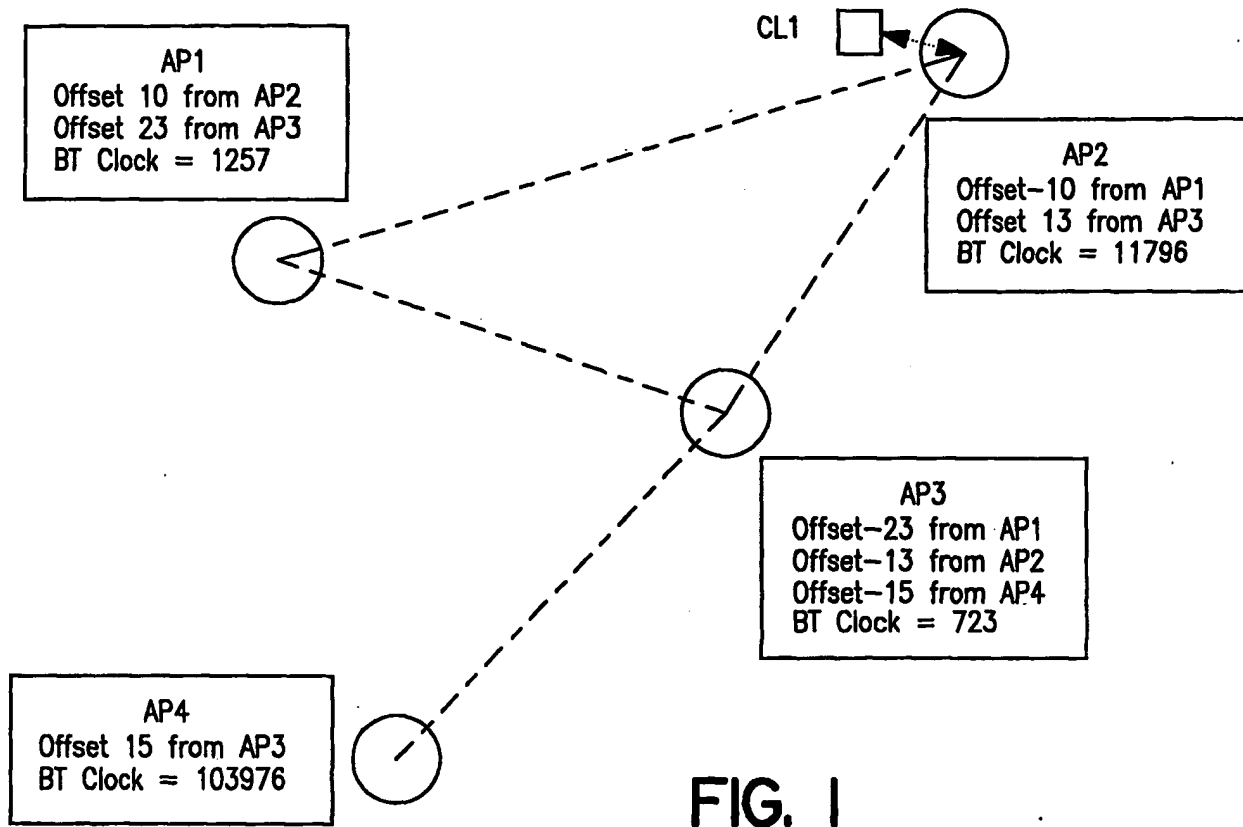 CL1
AP1
Offset 10 from AP2
Offset 23 from AP3
BT Clock = 1257
AP2
Offset-10 from AP1
Offset 13 from AP3
BT Clock = 11796
AP3
Offset-23 from AP1
Offset-13 from AP2
Offset-15 from AP4
BT Clock = 723
AP4
Offset 15 from AP3
BT Clock = 103976
FIG. 1